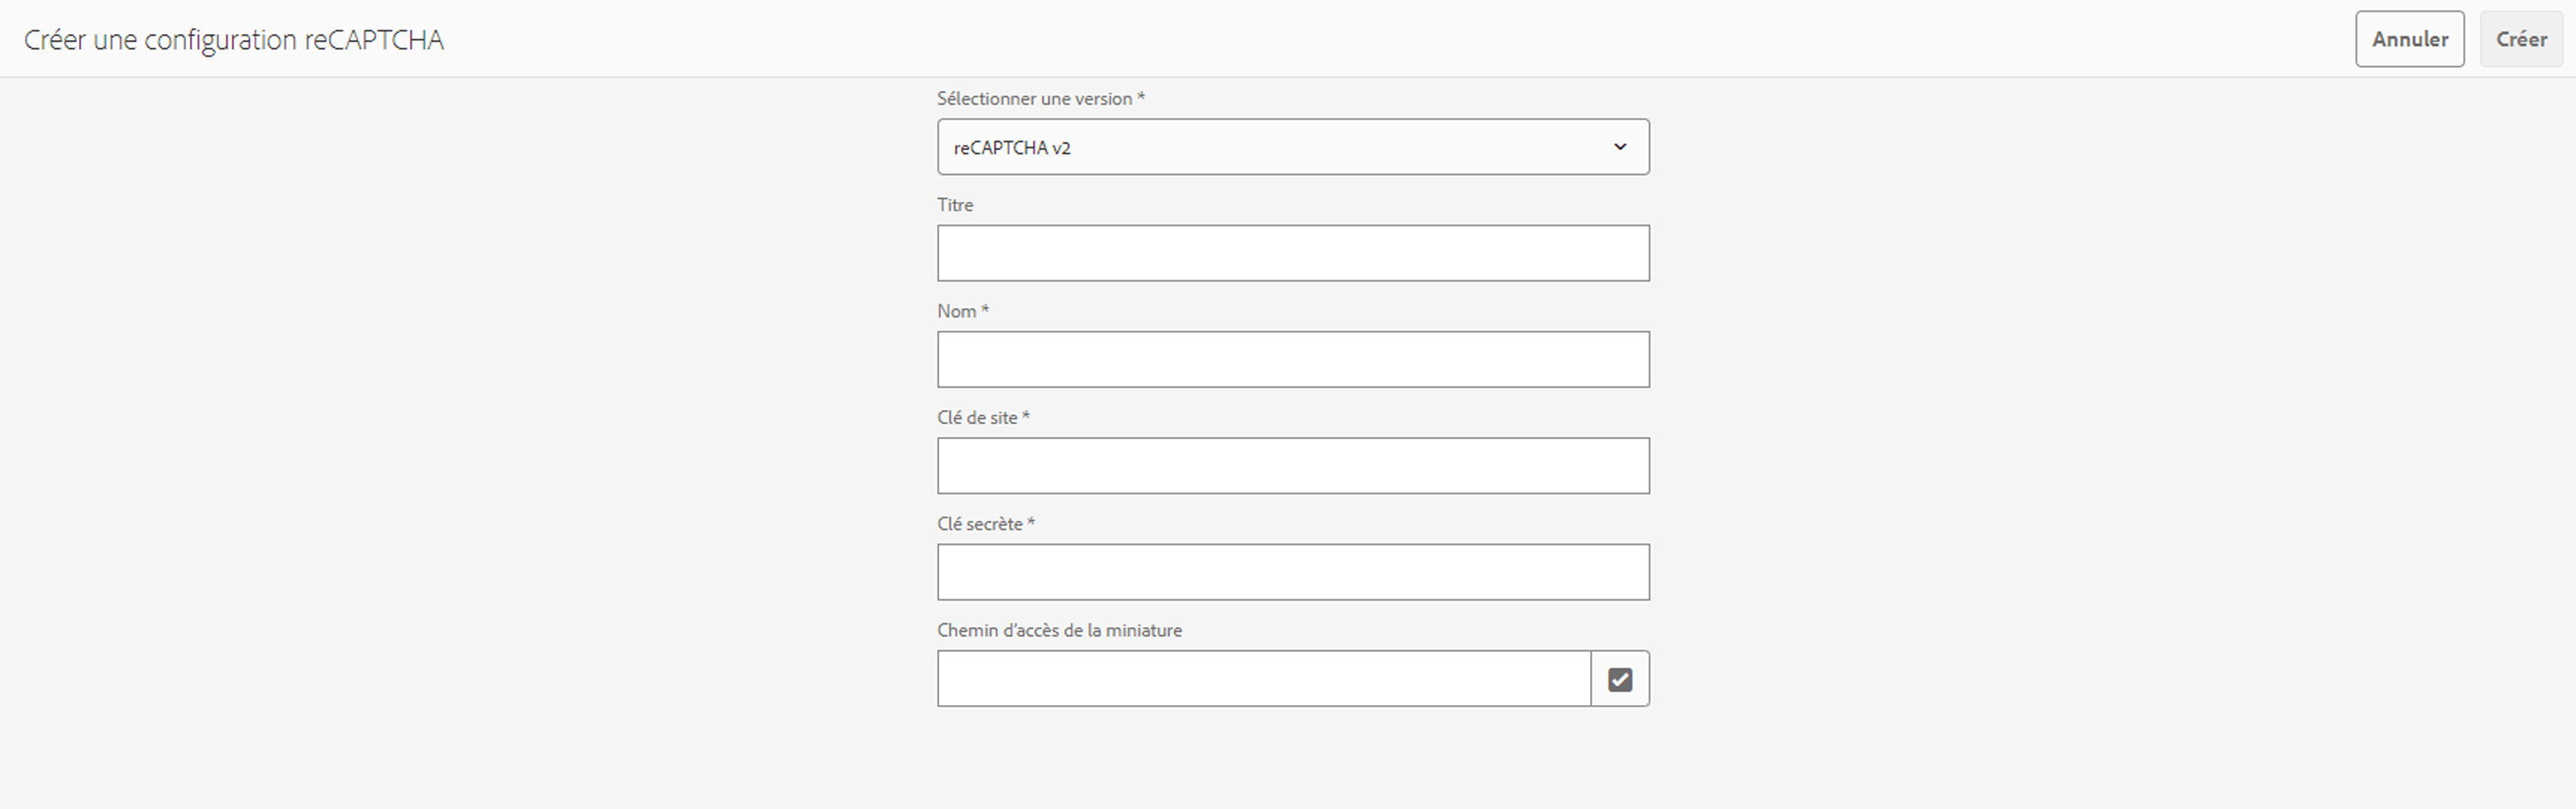 Créer une configuration reCAPTCHA
Annuler
Créer
Sélectionner une version *
reCAPTCHA v2
Titre
Nom *
Clé de site *
Clé secrète *
Chemin d’accès de la miniature